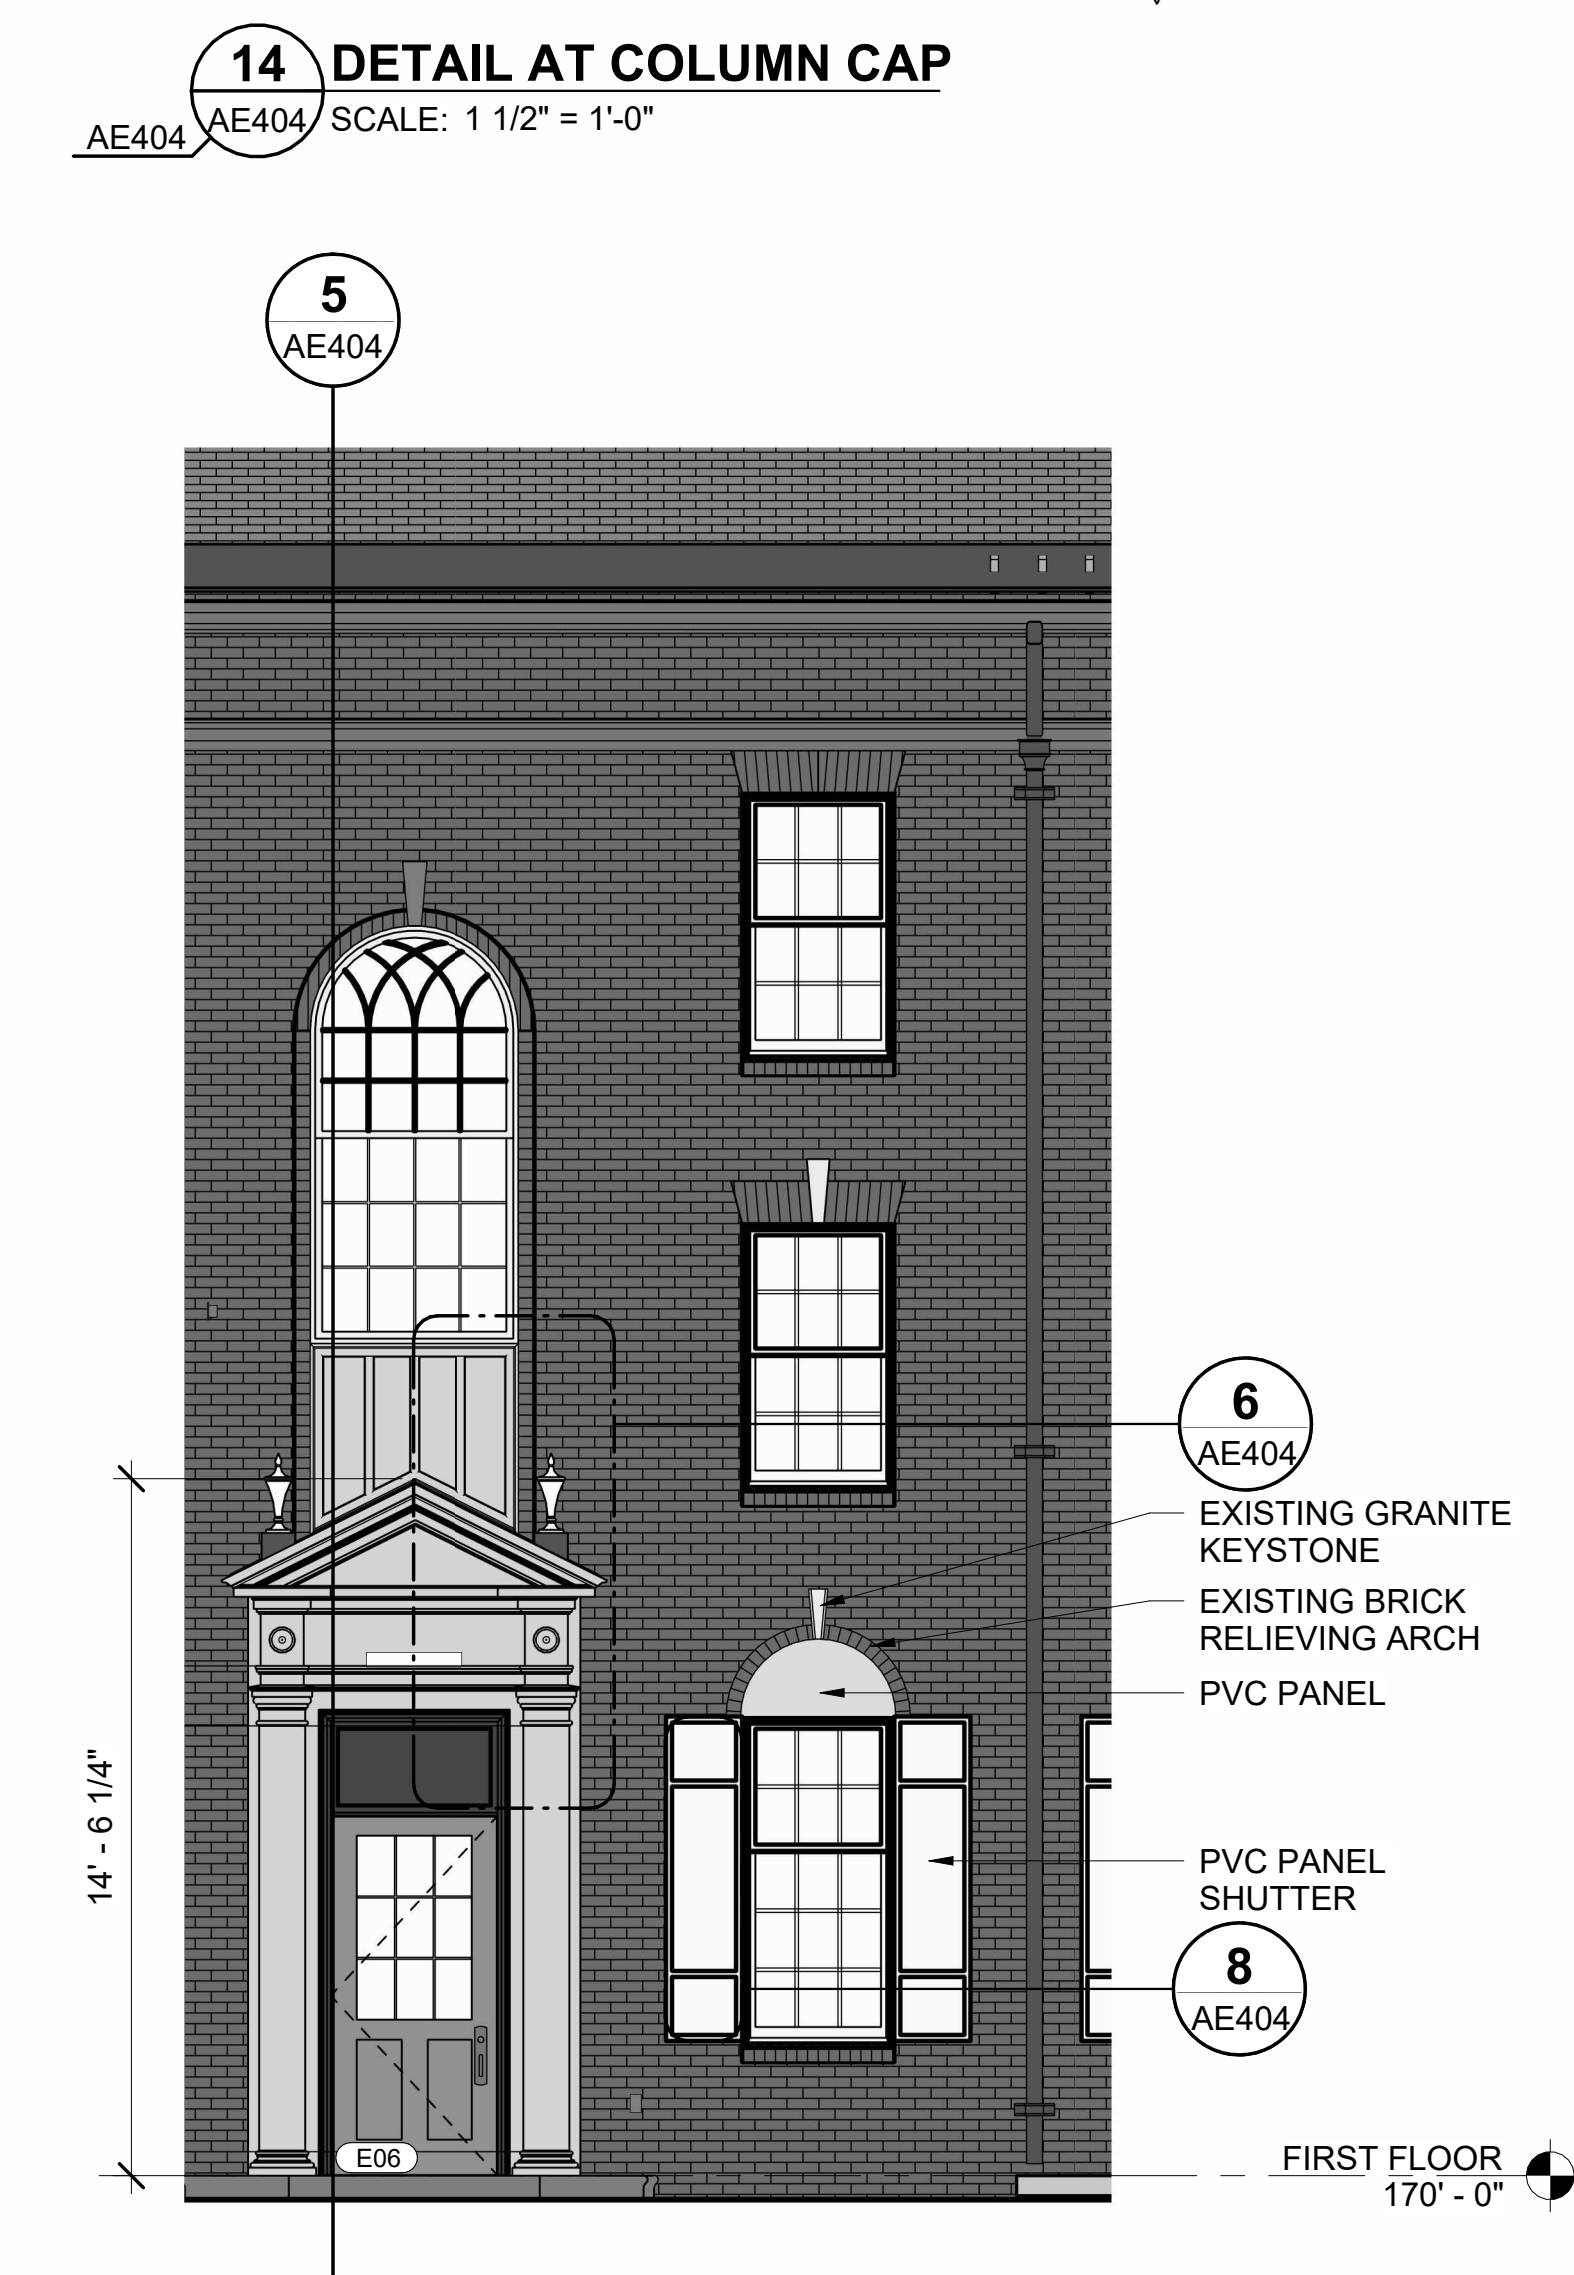 14 DETAIL AT COLUMN CAP
AE404 AE404 SCALE: 1 1/2" = 1'-0"
5
AE404
6
AE404
EXISTING GRANITE
KEYSTONE
EXISTING BRICK
RELIEVING ARCH
PVC PANEL
14' - 6 1/4"
PVC PANEL
SHUTTER
8
AE404
E06
FIRST FLOOR
170' - 0"